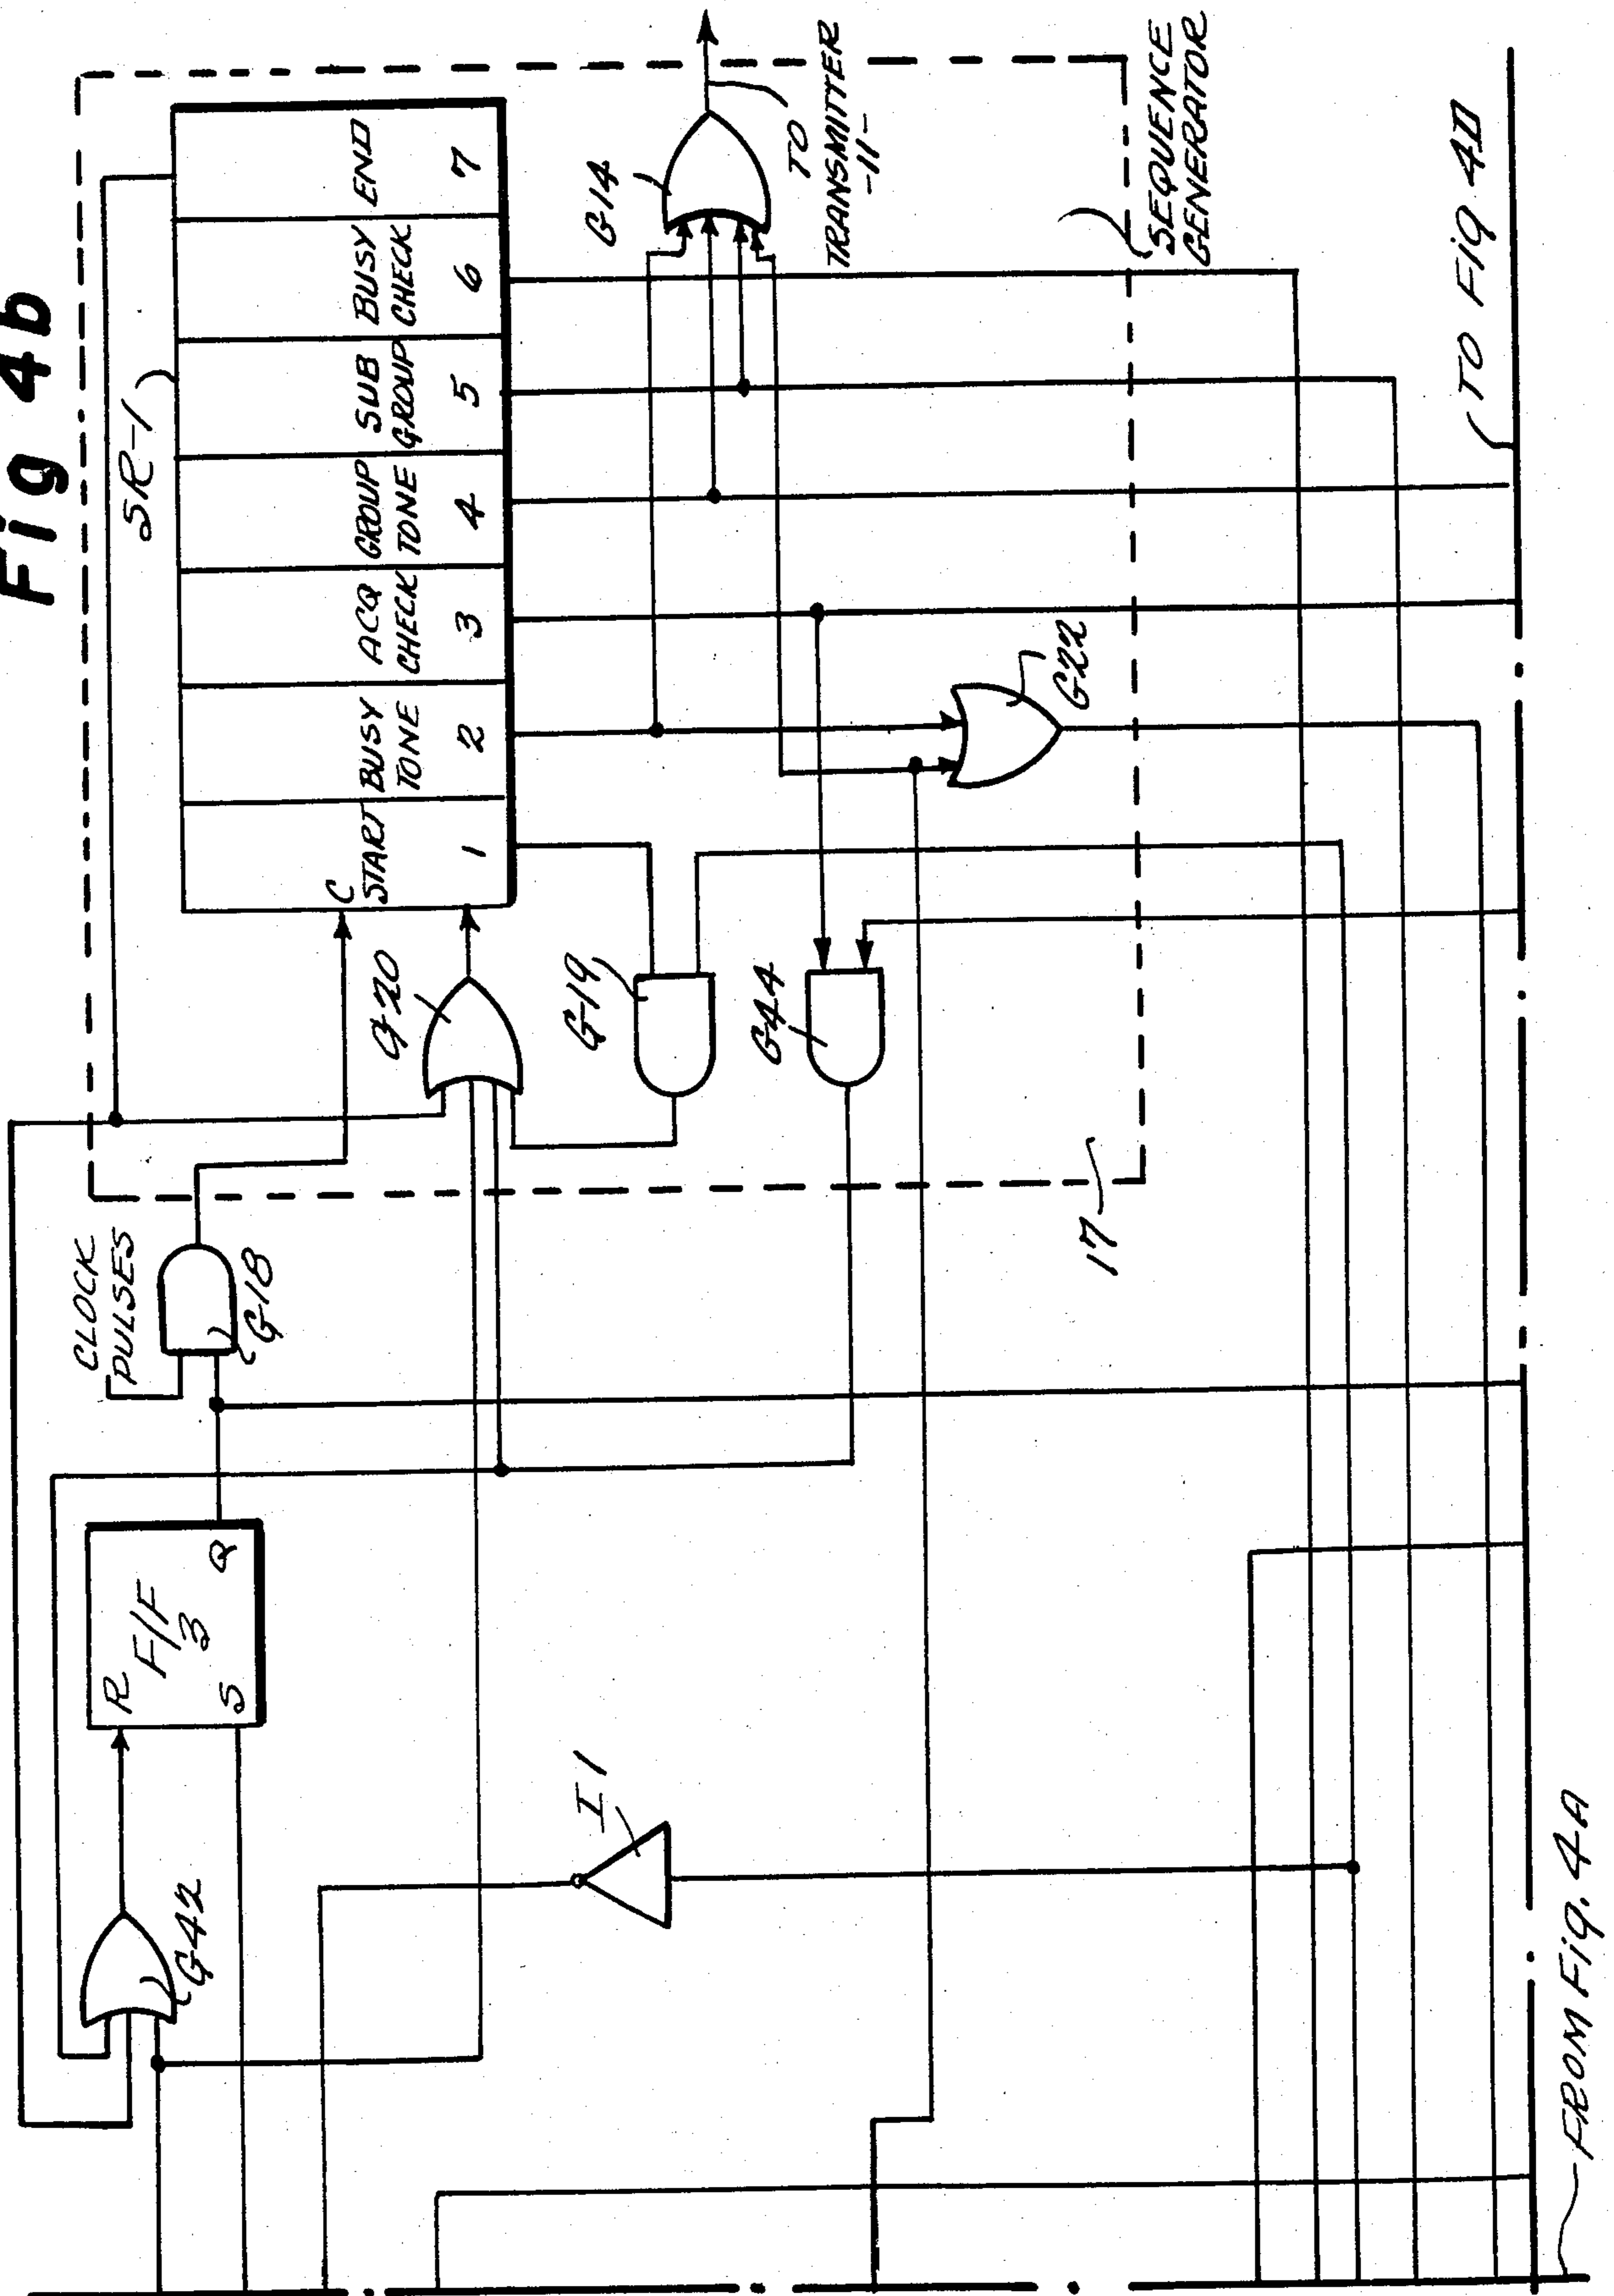 Fig 4b
SR-1
C
START
1
BUSY
TONE
2
ACQ
CHECK
3
GROUP
TONE
4
SUB
GROUP
5
BUSY
CHECK
6
END
7
G14
TO
TRANSMITTER
-11-
SEQUENCE
GENERATOR
G22
G20
G19
G44
17
CLOCK
PULSES
G18
R
F/F
3
S
Q
G42
I1
TO Fig 4D
FROM Fig. 4A